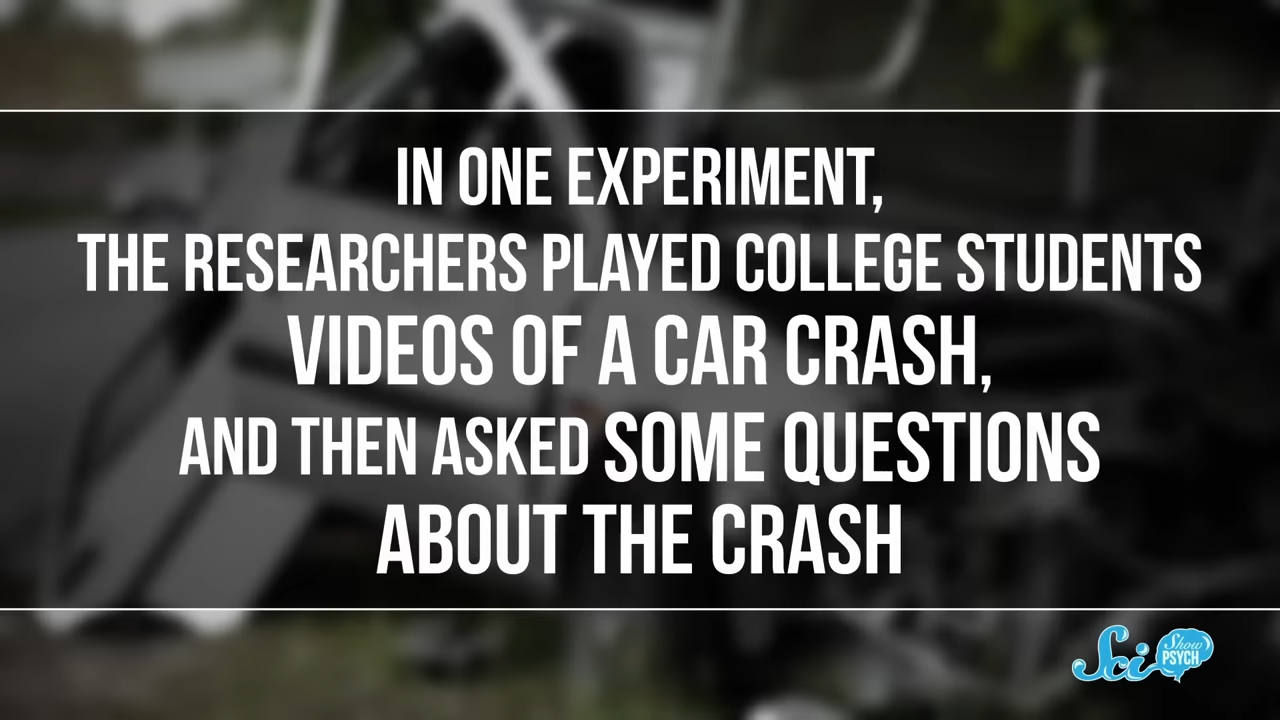 IN ONE EXPERIMENT,
THE RESEARCHERS PLAYED COLLEGE STUDENTS
VIDEOS OF A CAR CRASH,
AND THEN ASKED SOME QUESTIONS
ABOUT THE CRASH
Sci Show
PSYCH